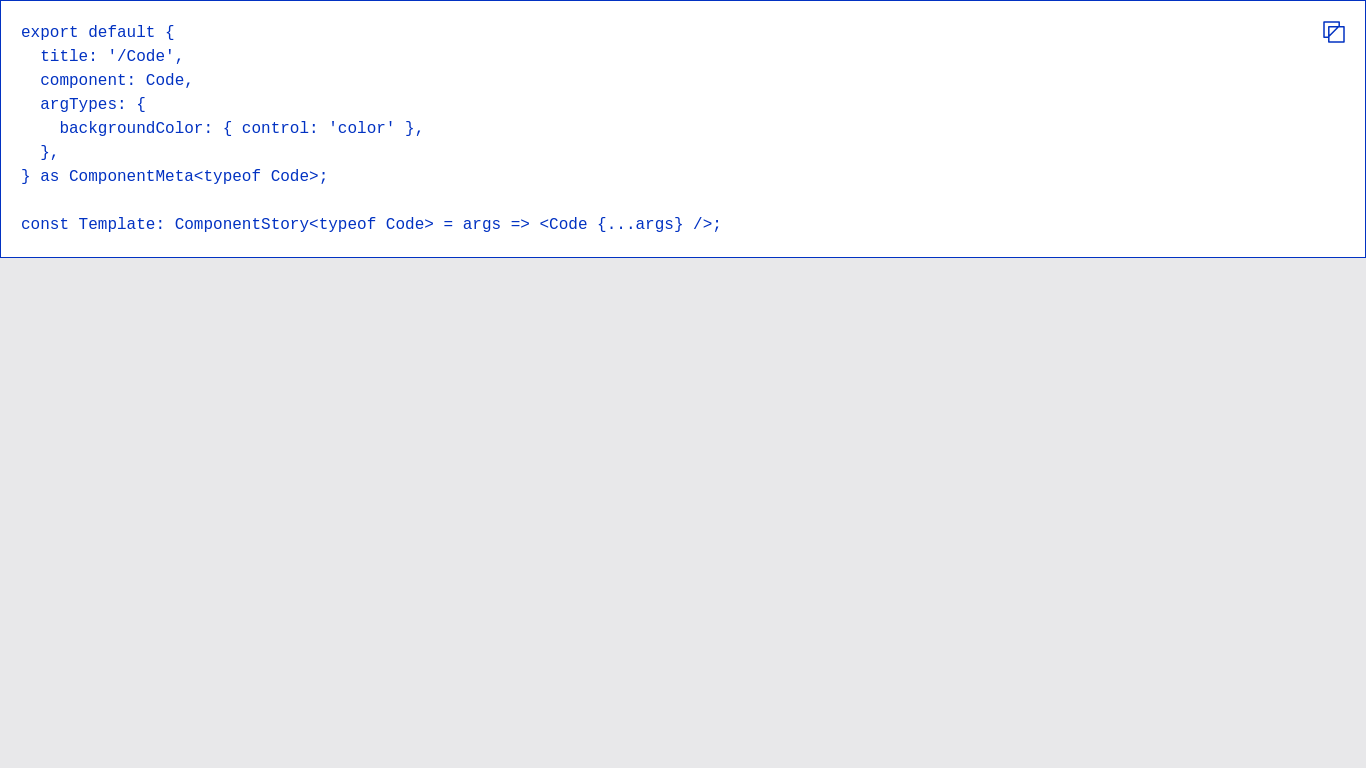 export default {
  title: '/Code',
  component: Code,
  argTypes: {
    backgroundColor: { control: 'color' },
  },
} as ComponentMeta<typeof Code>;

const Template: ComponentStory<typeof Code> = args => <Code {...args} />;